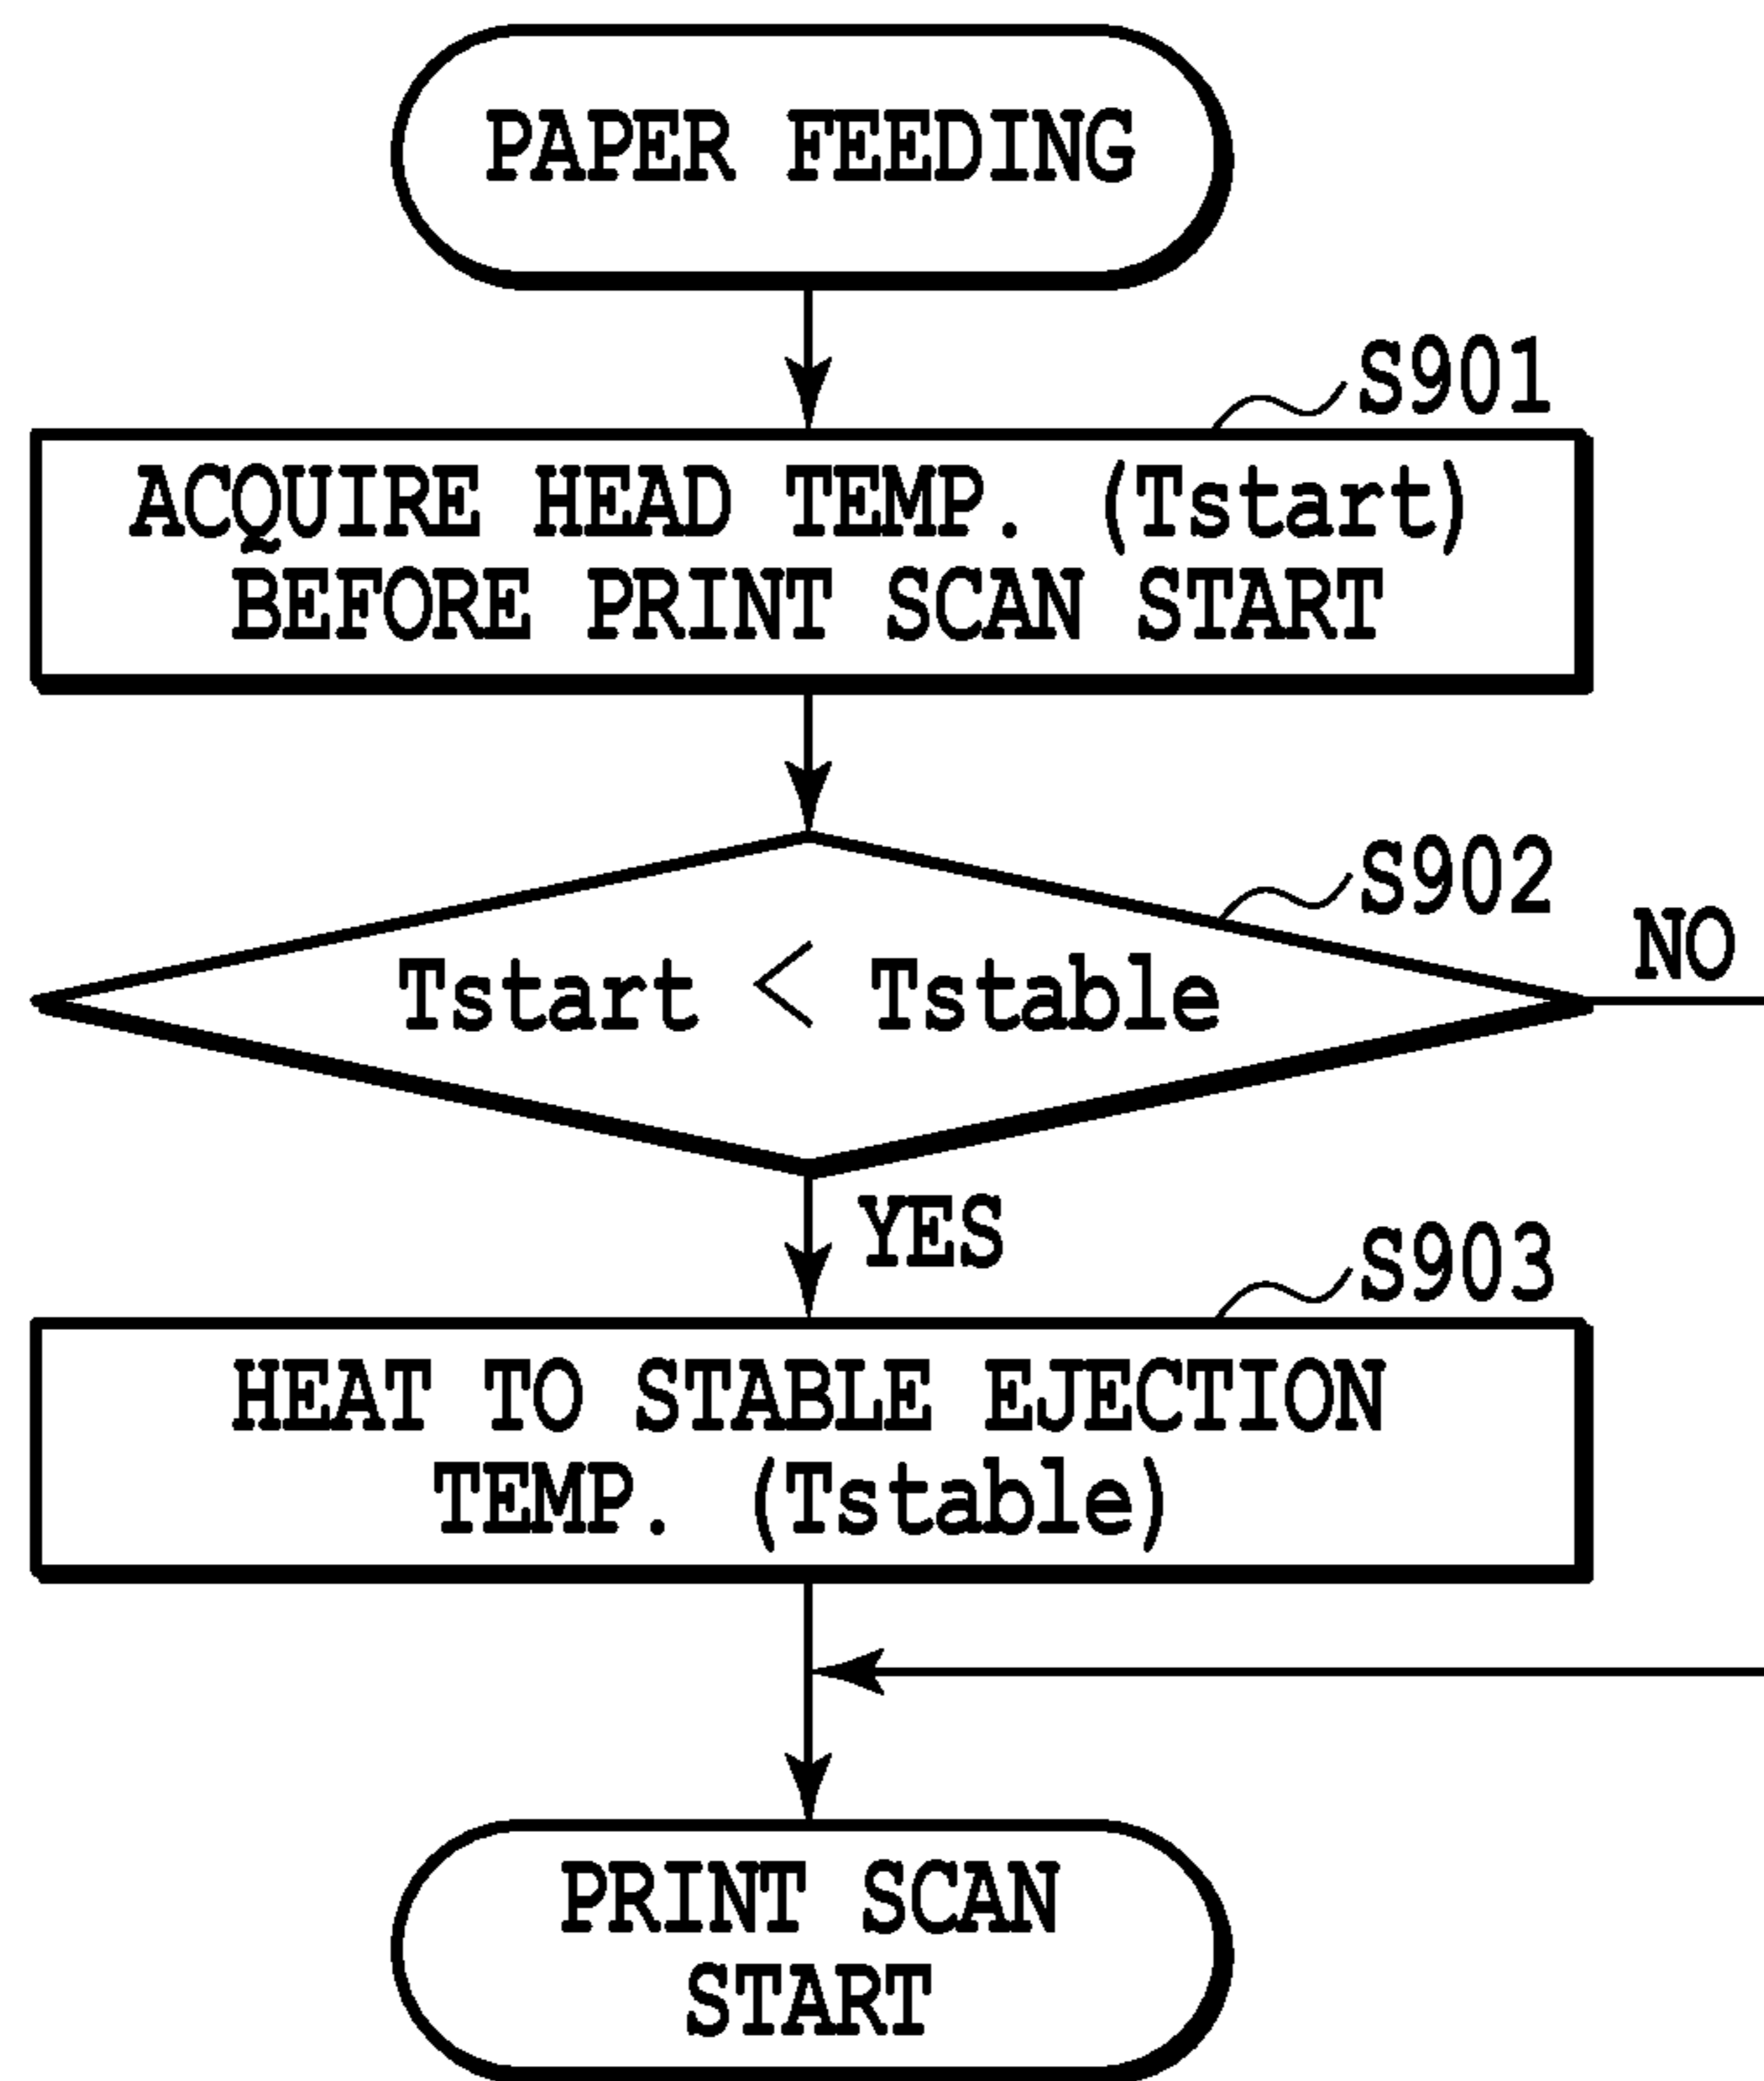 PAPER FEEDING
S901
ACQUIRE HEAD TEMP. (Tstart)
BEFORE PRINT SCAN START
S902
NO
Tstart < Tstable
YES
S903
HEAT TO STABLE EJECTION
TEMP. (Tstable)
PRINT SCAN
START